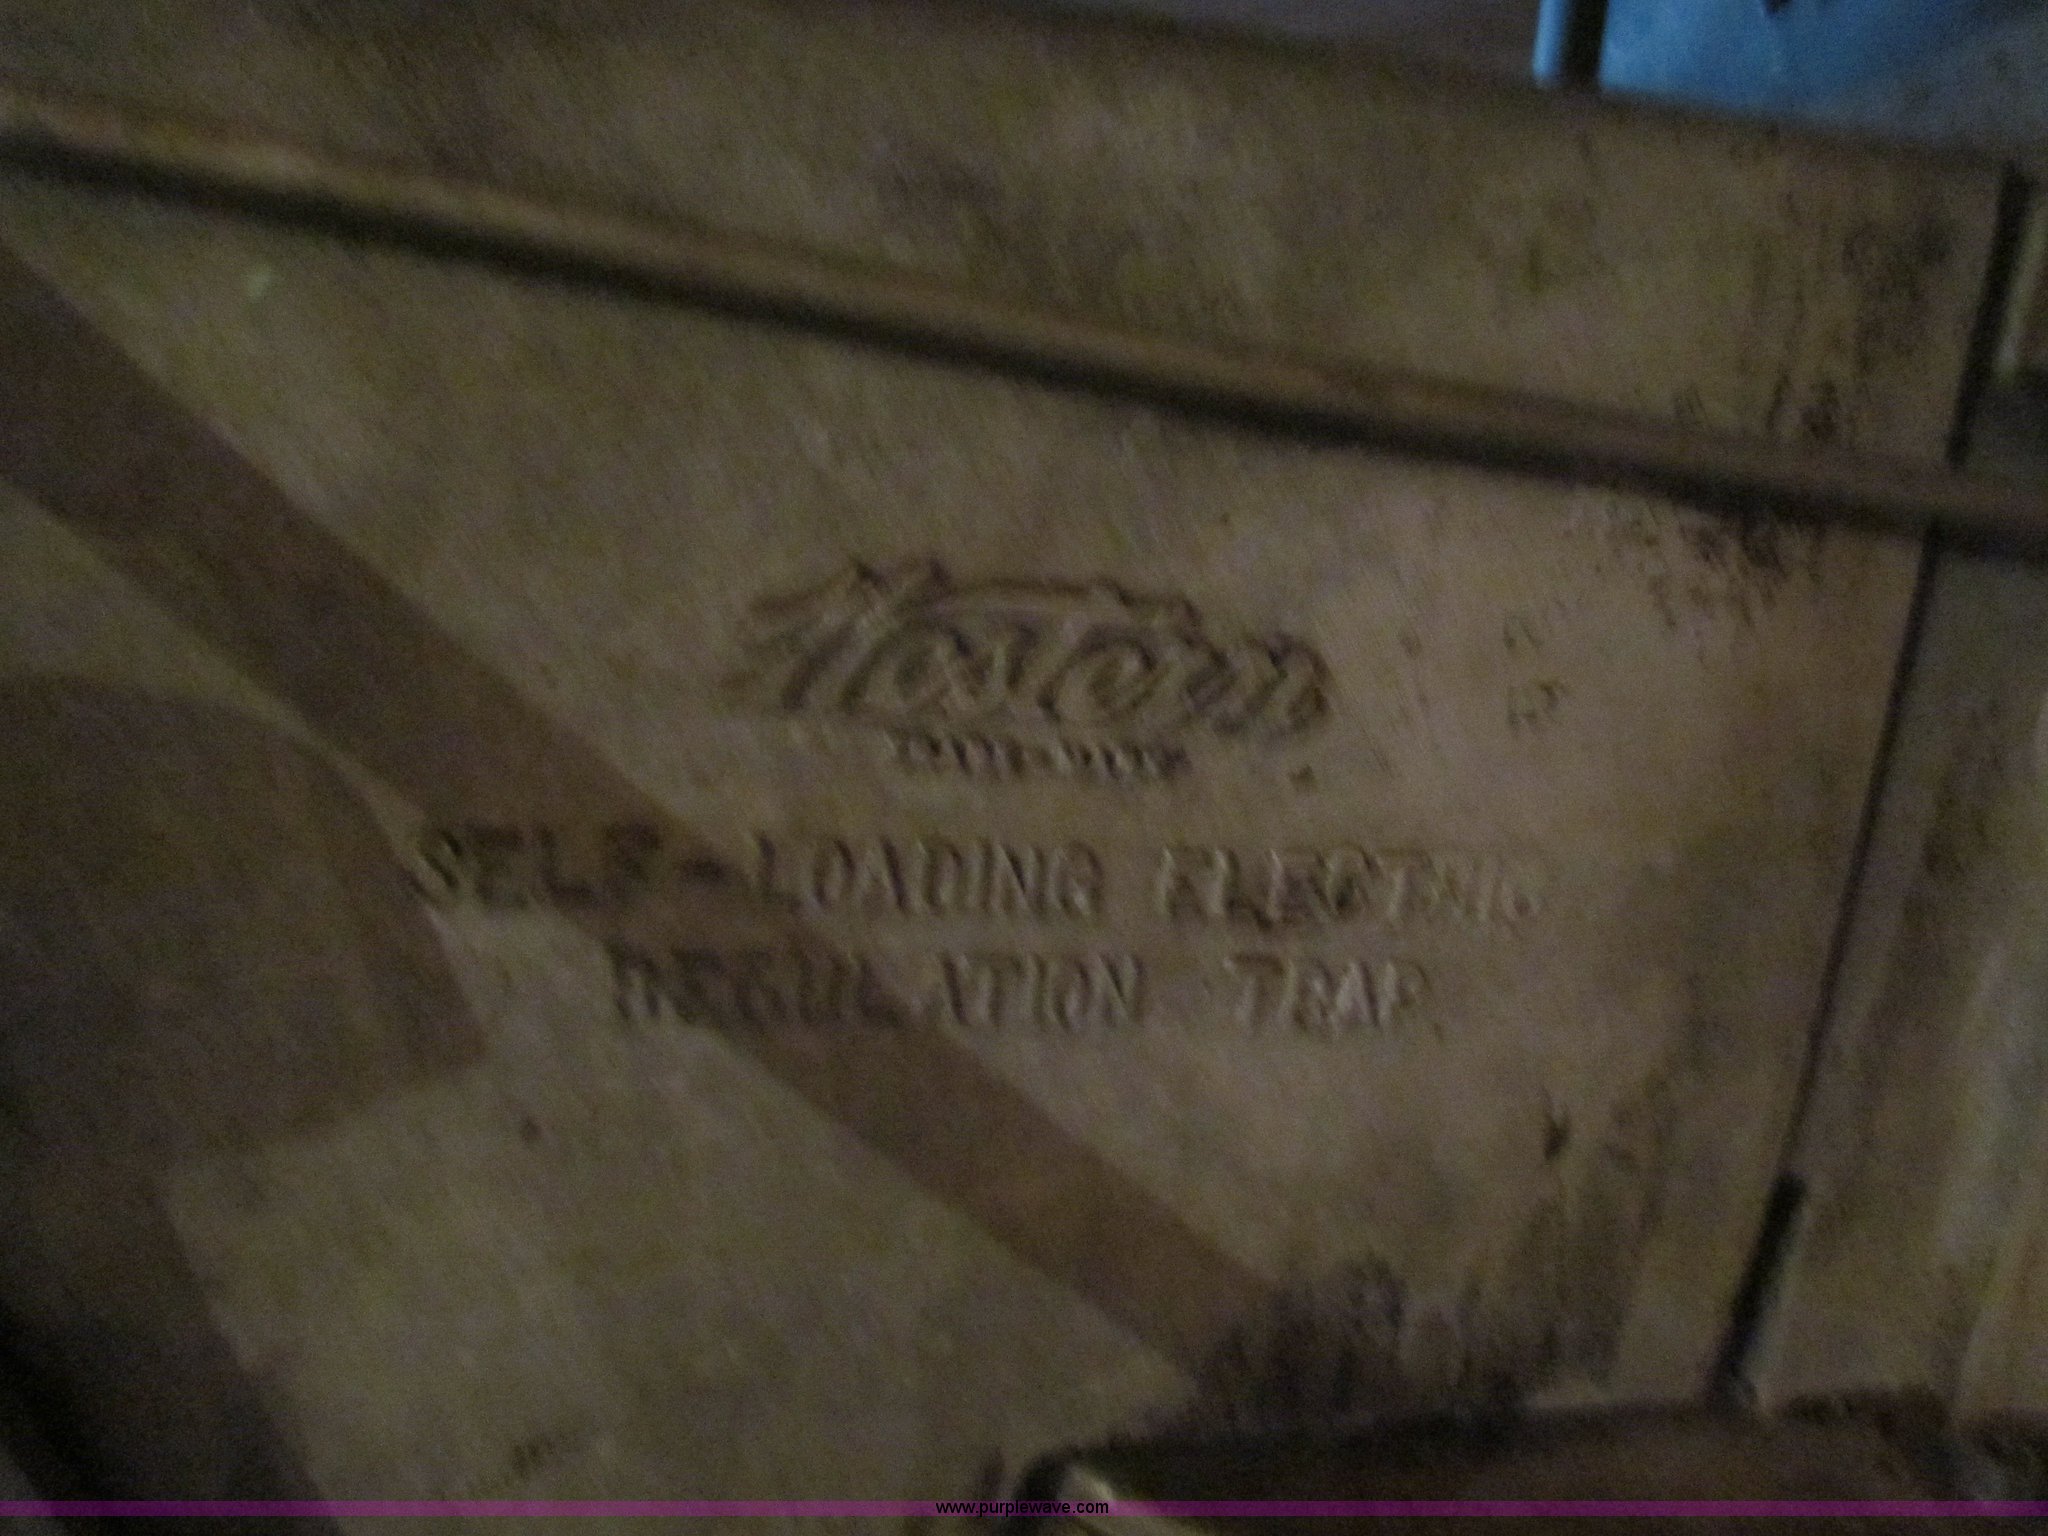 Western
SELF-LOADING ELECTRIC
REGULATION TRAP
www.purplewave.com